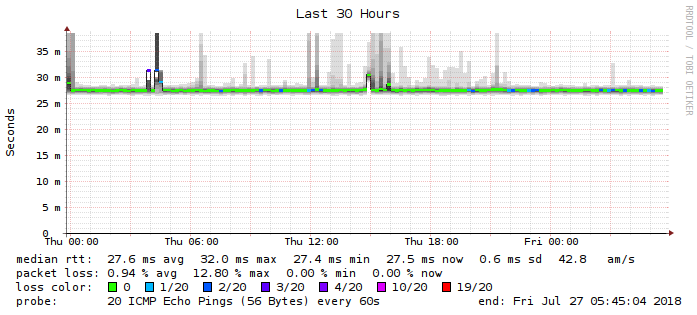 Last 30 Hours
RRDTOOL / TOBI OETIKER
Seconds
35 m
30 m
25 m
20 m
15 m
10 m
5 m
0
Thu 00:00 Thu 06:00 Thu 12:00 Thu 18:00 Fri 00:00
median rtt: 27.6 ms avg 32.0 ms max 27.4 ms min 27.5 ms now 0.6 ms sd 42.8 am/s
packet loss: 0.94 % avg 12.80 % max 0.00 % min 0.00 % now
loss color: 0 1/20 2/20 3/20 4/20 10/20 19/20
probe: 20 ICMP Echo Pings (56 Bytes) every 60s end: Fri Jul 27 05:45:04 2018